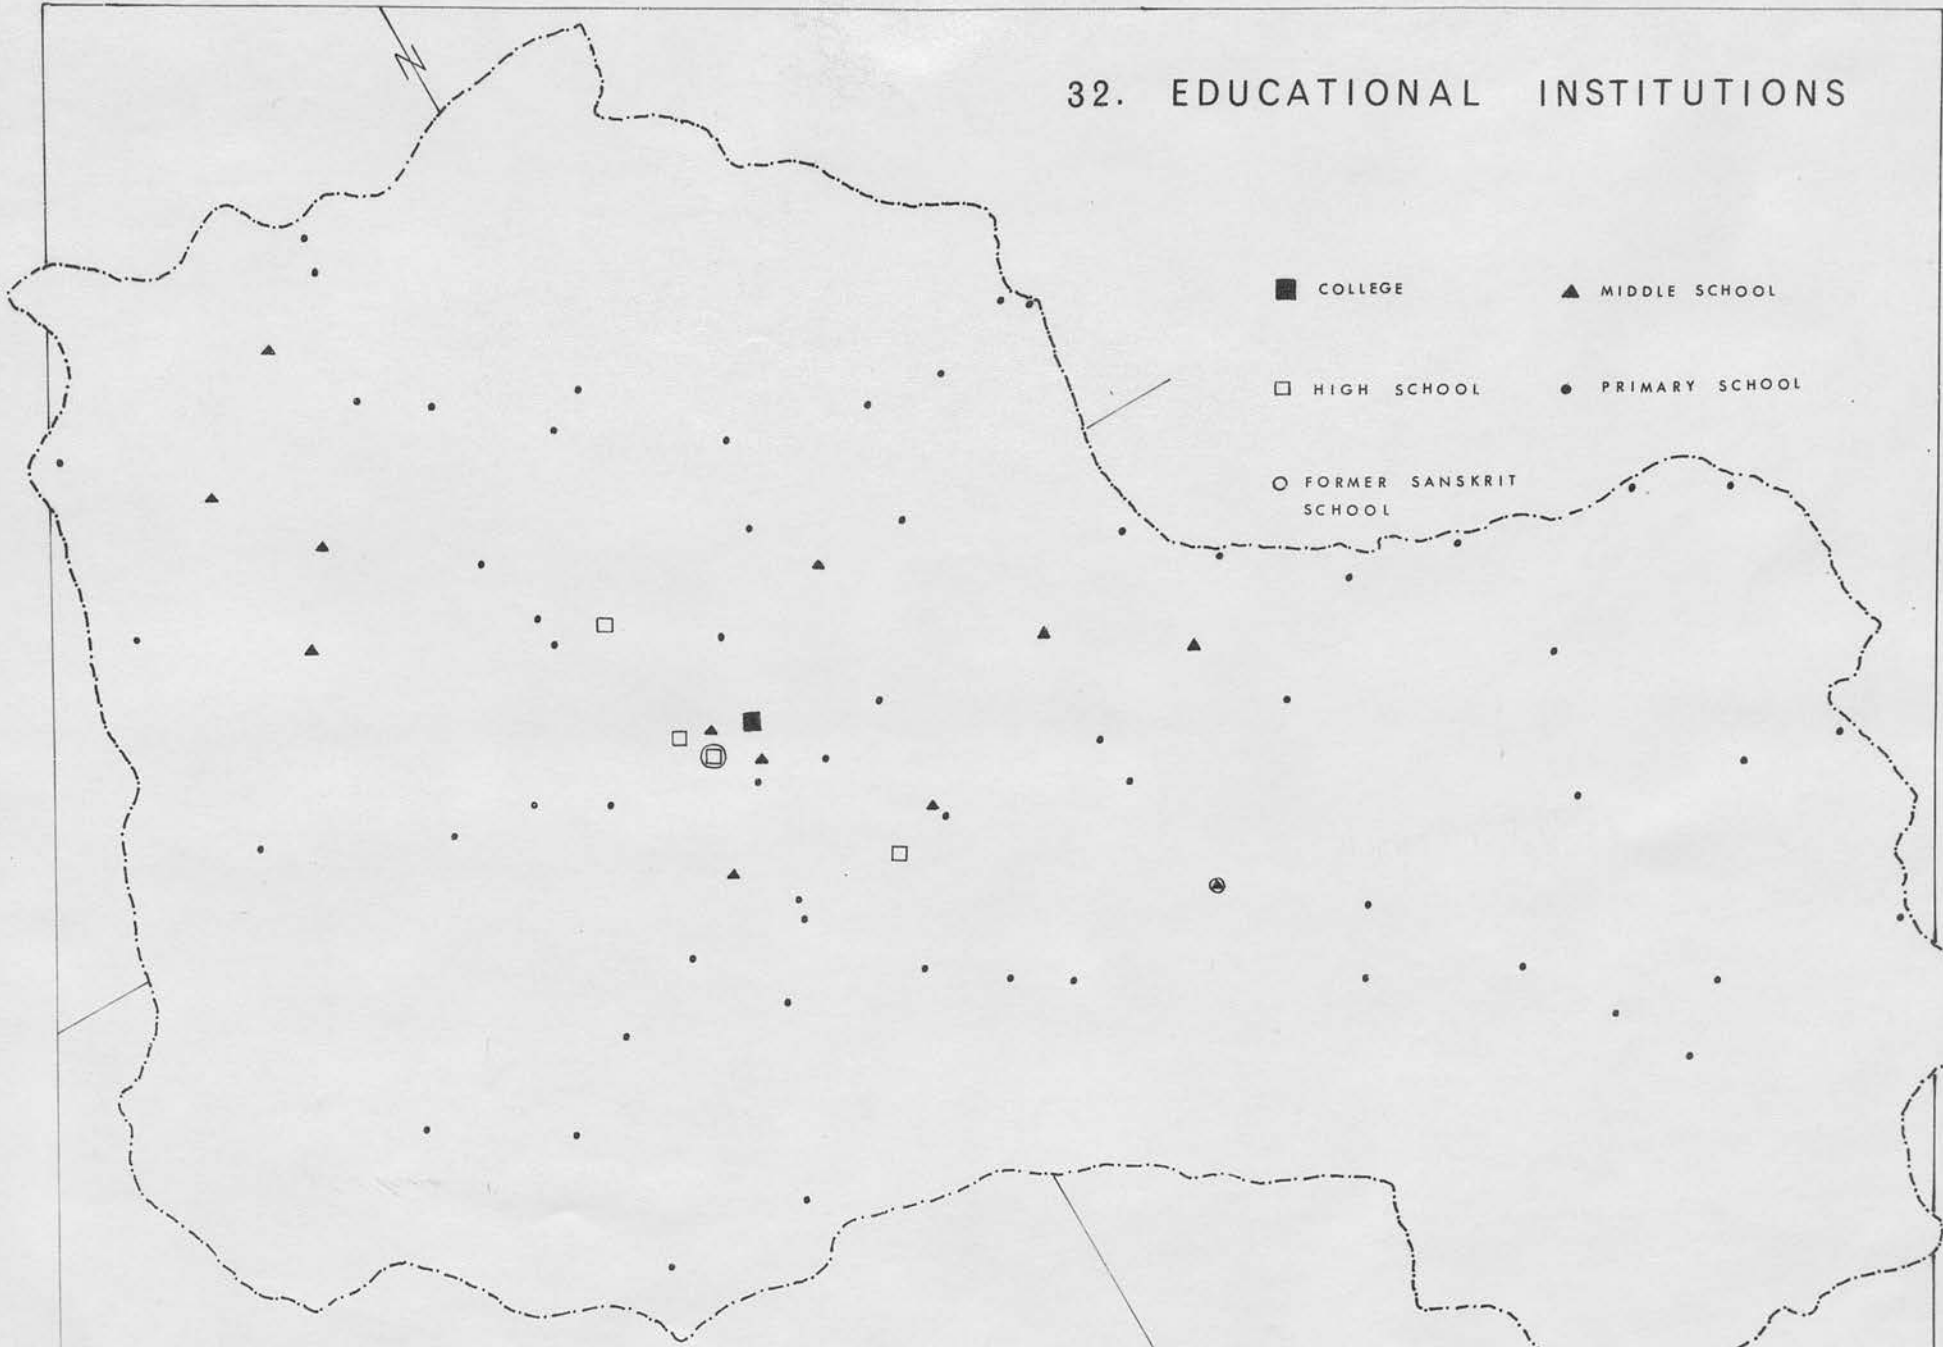 N
32. EDUCATIONAL INSTITUTIONS
COLLEGE
MIDDLE SCHOOL
HIGH SCHOOL
PRIMARY SCHOOL
FORMER SANSKRIT
SCHOOL